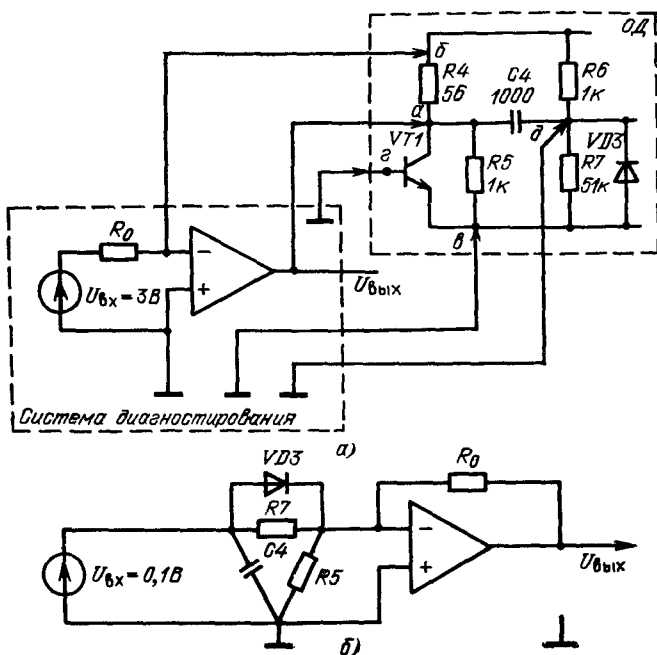 ОД
б
R4
56
C4
1000
R6
1к
а
д
VT1
г
R5
1к
VD3
R7
51к
в
R₀
−
+
Uвх = 3В
Uвых
Система диагностирования
а)
VD3
R7
C4
R5
R₀
−
+
Uвх = 0,1В
Uвых
б)